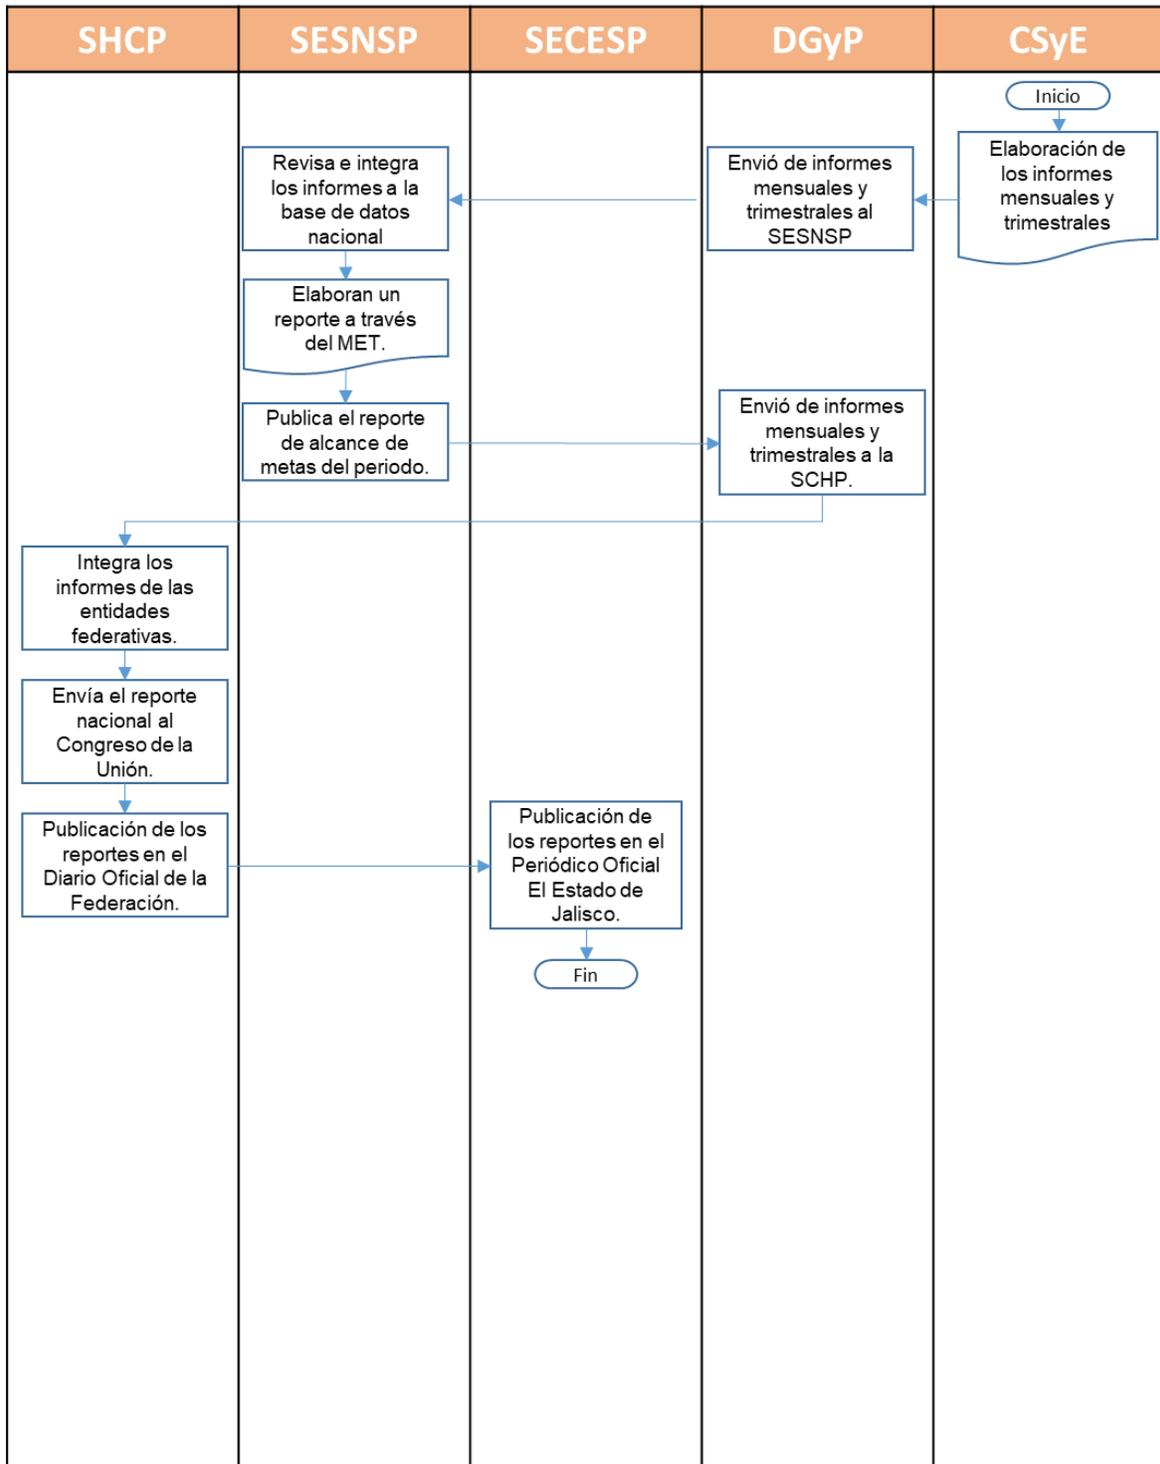 SHCP
SESNSP
SECESP
DGyP
CSyE
Inicio
Elaboración de
los informes
mensuales y
trimestrales
Envió de informes
mensuales y
trimestrales al
SESNSP
Revisa e integra
los informes a la
base de datos
nacional
Elaboran un
reporte a través
del MET.
Publica el reporte
de alcance de
metas del periodo.
Envió de informes
mensuales y
trimestrales a la
SCHP.
Integra los
informes de las
entidades
federativas.
Envía el reporte
nacional al
Congreso de la
Unión.
Publicación de los
reportes en el
Diario Oficial de la
Federación.
Publicación de
los reportes en el
Periódico Oficial
El Estado de
Jalisco.
Fin